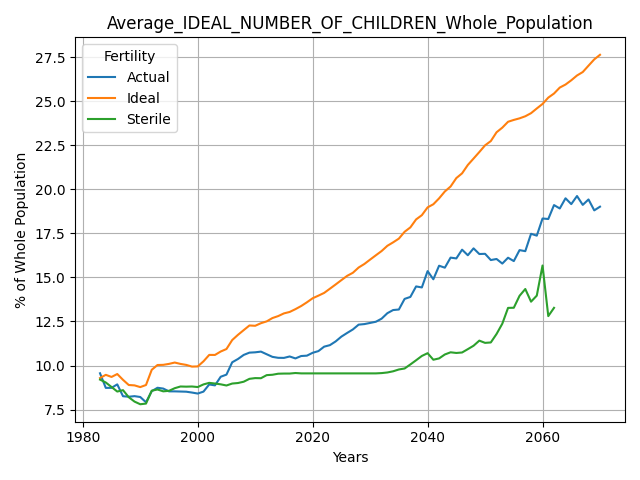 Average_IDEAL_NUMBER_OF_CHILDREN_Whole_Population
Fertility
Actual
Ideal
Sterile
% of Whole Population
27.5
25.0
22.5
20.0
17.5
15.0
12.5
10.0
7.5
1980
2000
2020
2040
2060
Years